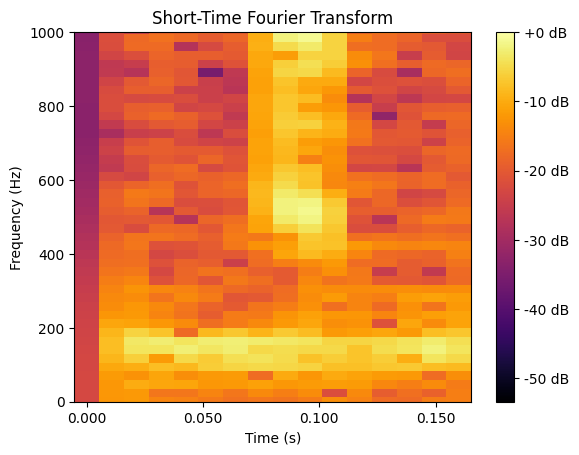 Short-Time Fourier Transform
Frequency (Hz)
1000
800
600
400
200
0
0.000
0.050
0.100
0.150
Time (s)
+0 dB
-10 dB
-20 dB
-30 dB
-40 dB
-50 dB